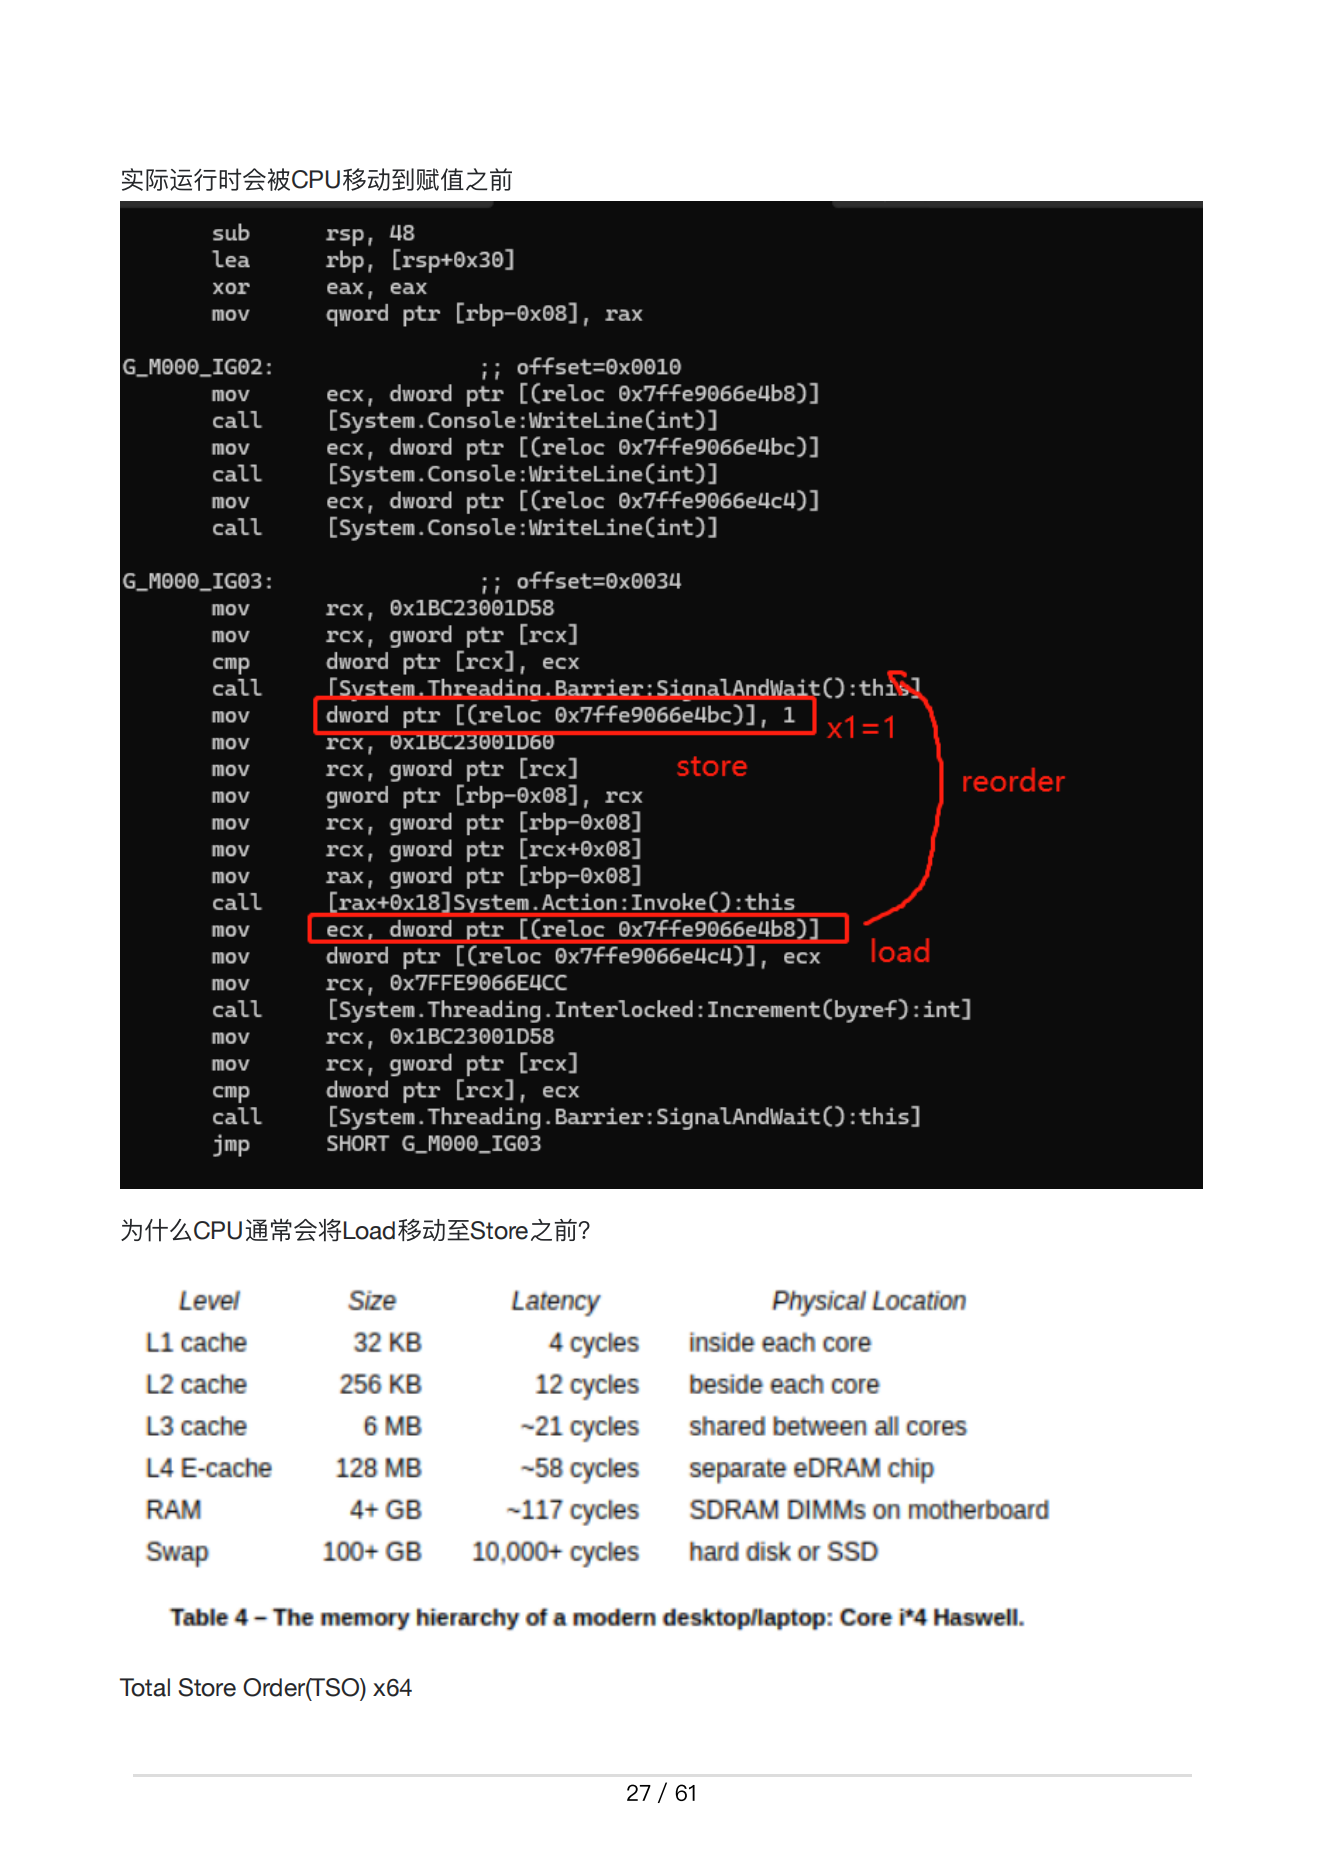 实际运行时会被CPU移动到赋值之前
sub rsp, 48
lea rbp, [rsp+0x30]
xor eax, eax
mov qword ptr [rbp-0x08], rax
G_M000_IG02: ;; offset=0x0010
mov ecx, dword ptr [(reloc 0x7ffe9066e4b8)]
call [System.Console:WriteLine(int)]
mov ecx, dword ptr [(reloc 0x7ffe9066e4bc)]
call [System.Console:WriteLine(int)]
mov ecx, dword ptr [(reloc 0x7ffe9066e4c4)]
call [System.Console:WriteLine(int)]
G_M000_IG03: ;; offset=0x0034
mov rcx, 0x1BC23001D58
mov rcx, gword ptr [rcx]
cmp dword ptr [rcx], ecx
call [System.Threading.Barrier:SignalAndWait():this]
mov dword ptr [(reloc 0x7ffe9066e4bc)], 1 x1=1
mov rcx, 0x1BC23001D60
store
mov rcx, gword ptr [rcx]
reorder
mov gword ptr [rbp-0x08], rcx
mov rcx, gword ptr [rbp-0x08]
mov rcx, gword ptr [rcx+0x08]
mov rax, gword ptr [rbp-0x08]
call [rax+0x18]System.Action:Invoke():this
mov ecx, dword ptr [(reloc 0x7ffe9066e4b8)]
load
mov dword ptr [(reloc 0x7ffe9066e4c4)], ecx
mov rcx, 0x7FFE9066E4CC
call [System.Threading.Interlocked:Increment(byref):int]
mov rcx, 0x1BC23001D58
mov rcx, gword ptr [rcx]
cmp dword ptr [rcx], ecx
call [System.Threading.Barrier:SignalAndWait():this]
jmp SHORT G_M000_IG03
为什么CPU通常会将Load移动至Store之前?
Level Size Latency Physical Location
L1 cache 32 KB 4 cycles inside each core
L2 cache 256 KB 12 cycles beside each core
L3 cache 6 MB ~21 cycles shared between all cores
L4 E-cache 128 MB ~58 cycles separate eDRAM chip
RAM 4+ GB ~117 cycles SDRAM DIMMs on motherboard
Swap 100+ GB 10,000+ cycles hard disk or SSD
Table 4 – The memory hierarchy of a modern desktop/laptop: Core i*4 Haswell.
Total Store Order(TSO) x64
27 / 61